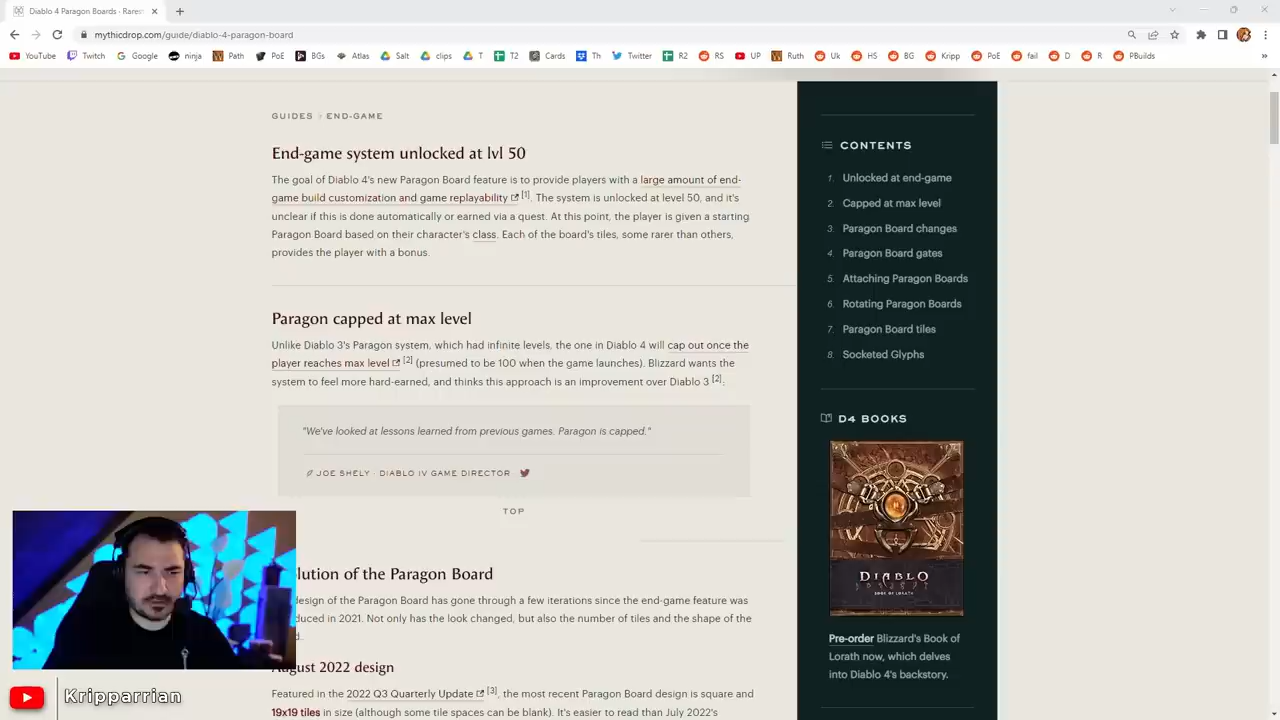 Diablo 4 Paragon Boards - Rares
mythicdrop.com/guide/diablo-4-paragon-board
YouTube Twitch Google ninja Path PoE BGs Atlas Salt clips T T2 Cards Th Twitter R2 RS UP Ruth Uk HS BG Kripp fail D R PBuilds »
GUIDES › END-GAME
End-game system unlocked at lvl 50
The goal of Diablo 4's new Paragon Board feature is to provide players with a large amount of end-
game build customization and game replayability [1]. The system is unlocked at level 50, and it's
unclear if this is done automatically or earned via a quest. At this point, the player is given a starting
Paragon Board based on their character's class. Each of the board's tiles, some rarer than others,
provides the player with a bonus.
Paragon capped at max level
Unlike Diablo 3's Paragon system, which had infinite levels, the one in Diablo 4 will cap out once the
player reaches max level [2] (presumed to be 100 when the game launches). Blizzard wants the
system to feel more hard-earned, and thinks this approach is an improvement over Diablo 3 [2]:
"We've looked at lessons learned from previous games. Paragon is capped."
JOE SHELY · DIABLO IV GAME DIRECTOR
TOP
lution of the Paragon Board
design of the Paragon Board has gone through a few iterations since the end-game feature was
duced in 2021. Not only has the look changed, but also the number of tiles and the shape of the
d.
August 2022 design
Featured in the 2022 Q3 Quarterly Update [3], the most recent Paragon Board design is square and
19x19 tiles in size (although some tile spaces can be blank). It's easier to read than July 2022's
CONTENTS
1. Unlocked at end-game
2. Capped at max level
3. Paragon Board changes
4. Paragon Board gates
5. Attaching Paragon Boards
6. Rotating Paragon Boards
7. Paragon Board tiles
8. Socketed Glyphs
D4 BOOKS
DIABLO
BOOK OF LORATH
Pre-order Blizzard's Book of
Lorath now, which delves
into Diablo 4's backstory.
Kripparrian